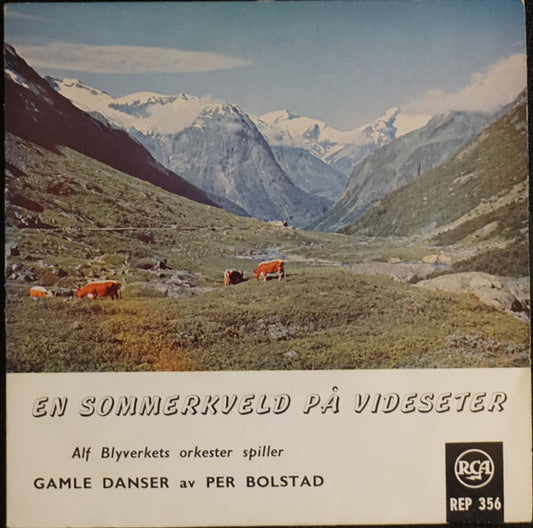 EN SOMMERKVELD PÅ VIDESETER
Alf Blyverkets orkester spiller
GAMLE DANSER av PER BOLSTAD
RCA
REP 356